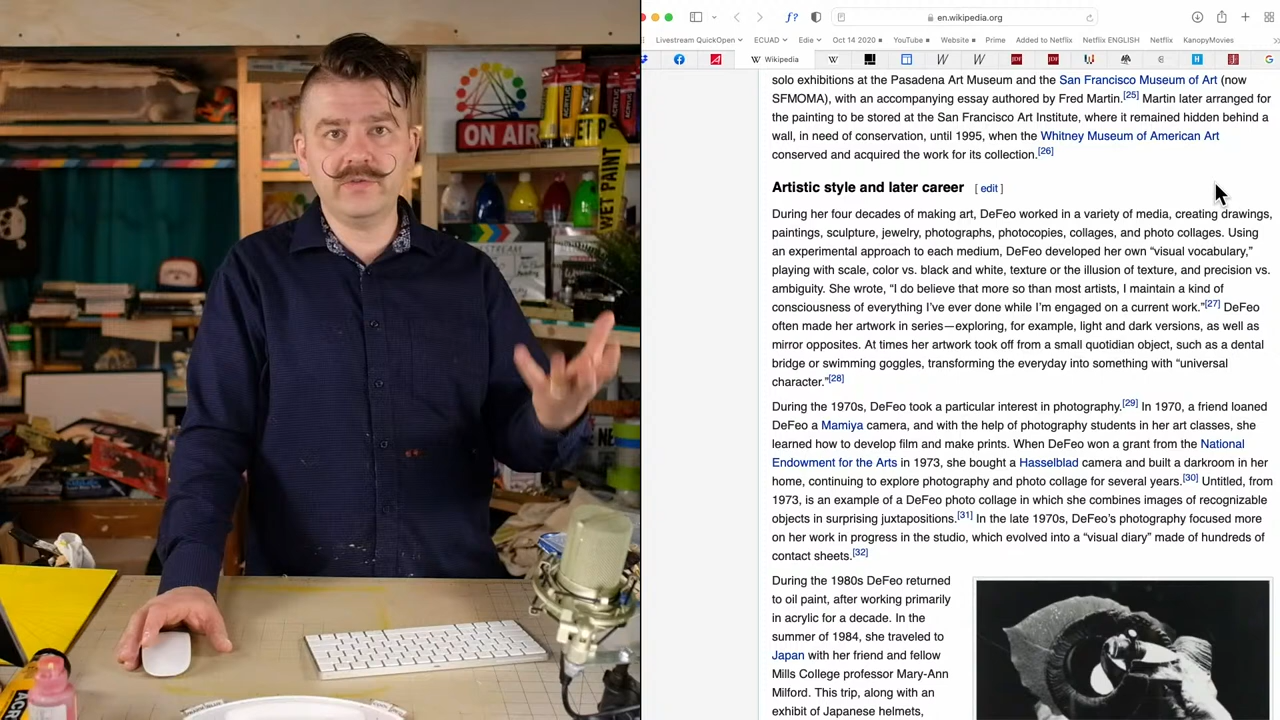 ON AIR
ACRYLIC
WET PAINT
WET P
en.wikipedia.org
Livestream QuickOpen
ECUAD
Edie
Oct 14 2020
YouTube
Website
Prime
Added to Netflix
Netflix ENGLISH
Netflix
KanopyMovies
Wikipedia
solo exhibitions at the Pasadena Art Museum and the San Francisco Museum of Art (now
SFMOMA), with an accompanying essay authored by Fred Martin.[25] Martin later arranged for
the painting to be stored at the San Francisco Art Institute, where it remained hidden behind a
wall, in need of conservation, until 1995, when the Whitney Museum of American Art
conserved and acquired the work for its collection.[26]
Artistic style and later career [ edit ]
During her four decades of making art, DeFeo worked in a variety of media, creating drawings,
paintings, sculpture, jewelry, photographs, photocopies, collages, and photo collages. Using
an experimental approach to each medium, DeFeo developed her own “visual vocabulary,”
playing with scale, color vs. black and white, texture or the illusion of texture, and precision vs.
ambiguity. She wrote, “I do believe that more so than most artists, I maintain a kind of
consciousness of everything I’ve ever done while I’m engaged on a current work.”[27] DeFeo
often made her artwork in series—exploring, for example, light and dark versions, as well as
mirror opposites. At times her artwork took off from a small quotidian object, such as a dental
bridge or swimming goggles, transforming the everyday into something with “universal
character.”[28]
During the 1970s, DeFeo took a particular interest in photography.[29] In 1970, a friend loaned
DeFeo a Mamiya camera, and with the help of photography students in her art classes, she
learned how to develop film and make prints. When DeFeo won a grant from the National
Endowment for the Arts in 1973, she bought a Hasselblad camera and built a darkroom in her
home, continuing to explore photography and photo collage for several years.[30] Untitled, from
1973, is an example of a DeFeo photo collage in which she combines images of recognizable
objects in surprising juxtapositions.[31] In the late 1970s, DeFeo’s photography focused more
on her work in progress in the studio, which evolved into a “visual diary” made of hundreds of
contact sheets.[32]
During the 1980s DeFeo returned
to oil paint, after working primarily
in acrylic for a decade. In the
summer of 1984, she traveled to
Japan with her friend and fellow
Mills College professor Mary-Ann
Milford. This trip, along with an
exhibit of Japanese helmets,